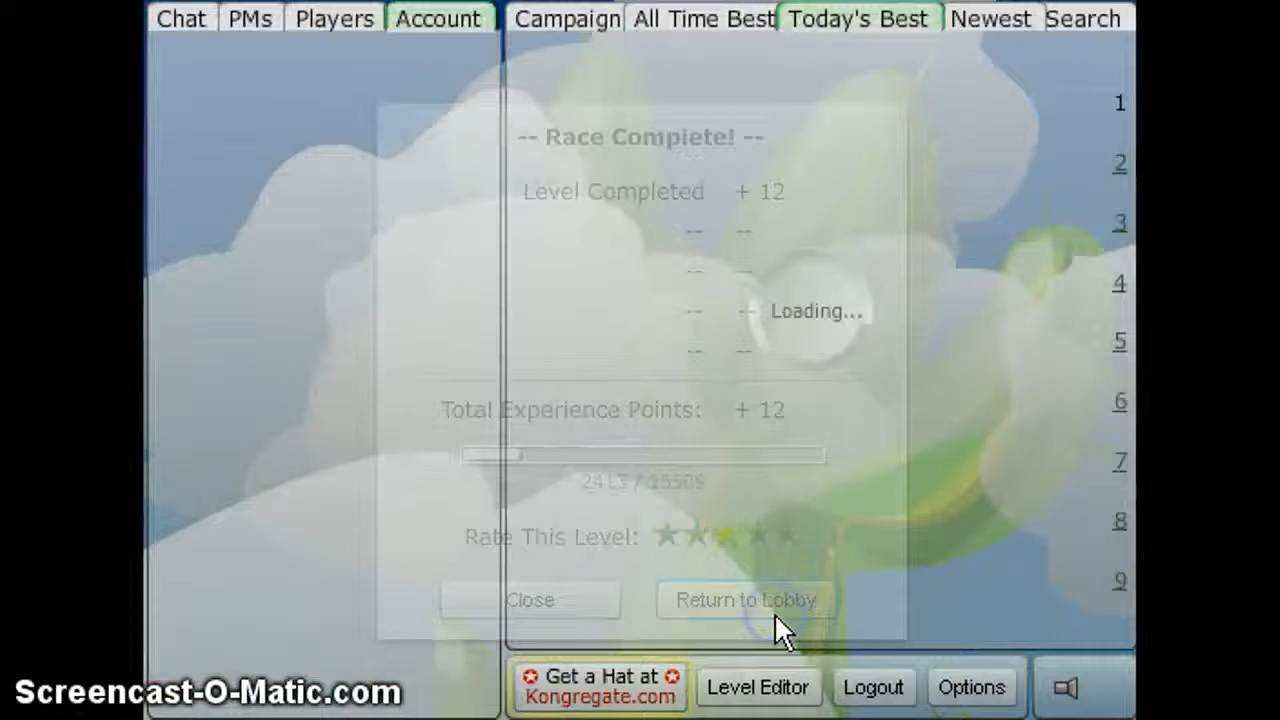 Chat PMs Players Account Campaign All Time Best Today's Best Newest Search
1
-- Race Complete! --
2
Level Completed + 12
3
-- --
-- --
4
-- -- Loading...
5
-- --
6
Total Experience Points: + 12
7
8
Rate This Level:
9
Close Return to Lobby
Get a Hat at
Kongregate.com
Level Editor Logout Options
Screencast-O-Matic.com